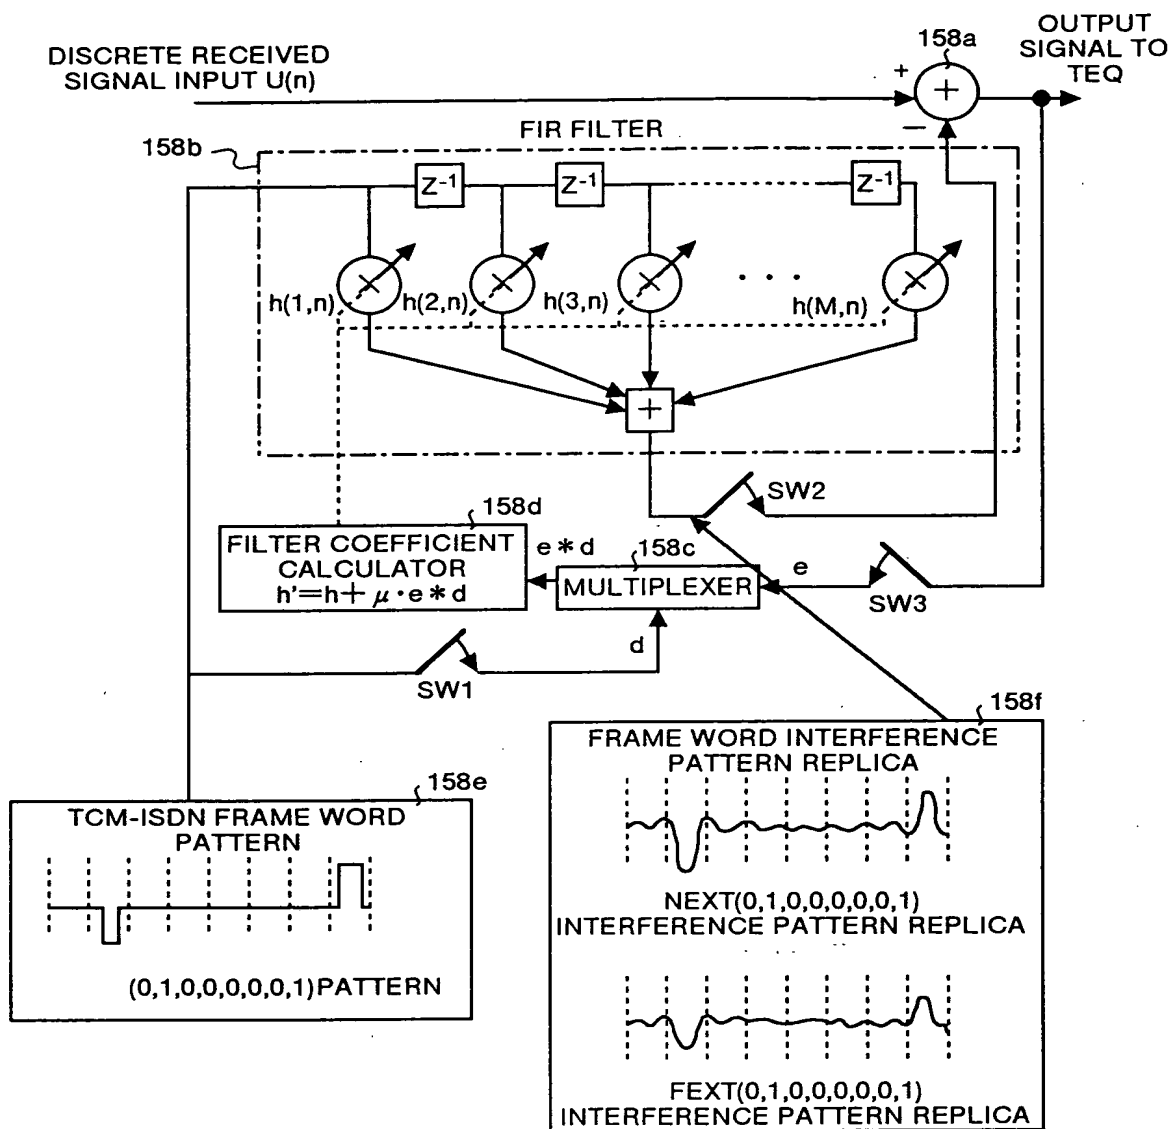 DISCRETE RECEIVED
SIGNAL INPUT U(n)
158a
OUTPUT
SIGNAL TO
TEQ
+
+
−
FIR FILTER
158b
Z⁻¹
Z⁻¹
Z⁻¹
× × × · · · ×
h(1,n)
h(2,n)
h(3,n)
h(M,n)
+
SW2
158d
FILTER COEFFICIENT
CALCULATOR
h'=h+ μ·e*d
e*d
158c
MULTIPLEXER
e
SW3
d
SW1
158e
TCM-ISDN FRAME WORD
PATTERN
(0,1,0,0,0,0,0,1)PATTERN
158f
FRAME WORD INTERFERENCE
PATTERN REPLICA
NEXT(0,1,0,0,0,0,0,1)
INTERFERENCE PATTERN REPLICA
FEXT(0,1,0,0,0,0,0,1)
INTERFERENCE PATTERN REPLICA